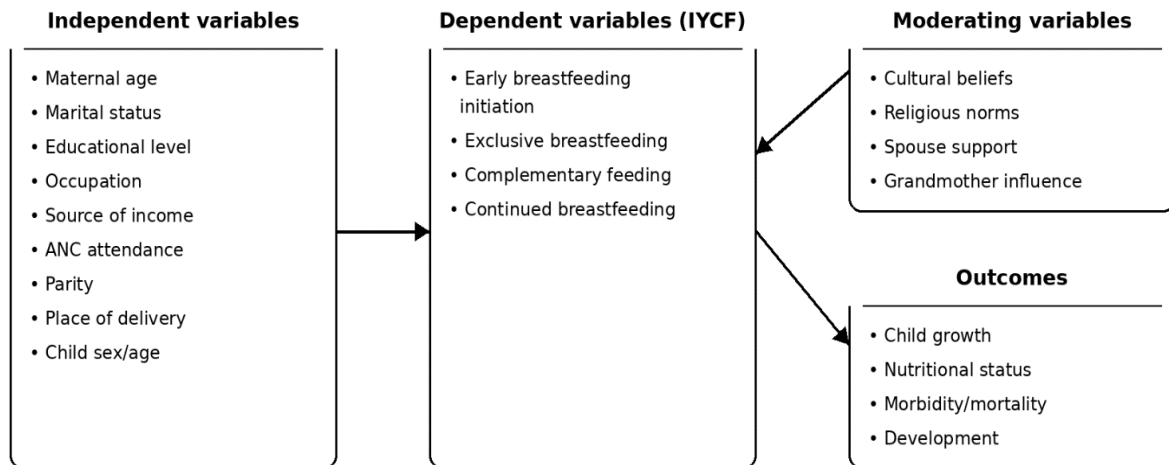 Independent variables
• Maternal age
• Marital status
• Educational level
• Occupation
• Source of income
• ANC attendance
• Parity
• Place of delivery
• Child sex/age
Dependent variables (IYCF)
• Early breastfeeding
initiation
• Exclusive breastfeeding
• Complementary feeding
• Continued breastfeeding
Moderating variables
• Cultural beliefs
• Religious norms
• Spouse support
• Grandmother influence
Outcomes
• Child growth
• Nutritional status
• Morbidity/mortality
• Development